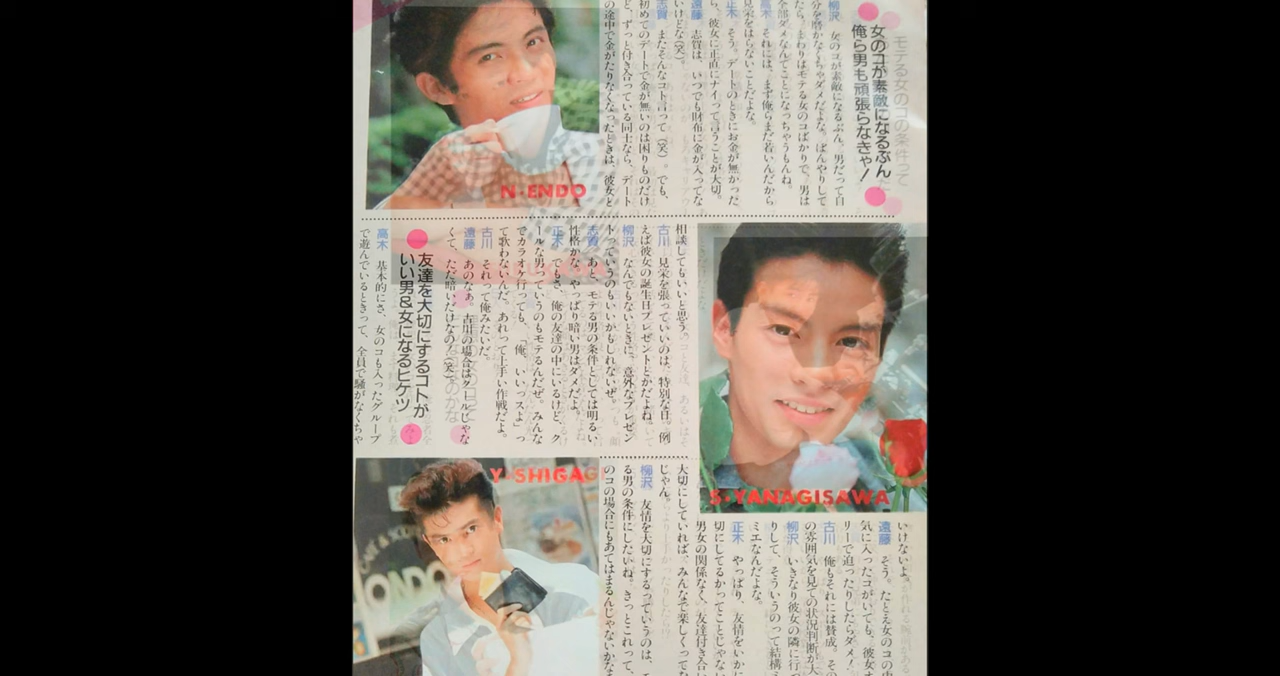 モテる女のコの条件って
女のコが素敵になるぶん
俺ら男も頑張らなきゃ！
柳沢　女のコが素敵になるぶん、男だって自
分を磨かなくちゃダメだよな。ぼんやりして
たら、まわりはモテる女のコばかりで、男は
全部ダメなんてことになっちゃうもんね。
高木　それには、まず俺らまだ若いんだから
見栄をはらないことだよな。
正木　そう。デートのときにお金が無かった
ら、彼女に正直にナイって言うことが大切。
遠藤　志賀は、いつでも財布に金が入ってな
いけどな（笑）。
志賀　またそんなコト言って（笑）。でも、
初めてのデートで金が無いのは困りものだけ
ど、ずっと付き合っている同士なら、デート
の途中で金がたりなくなったときは、彼女と
N・ENDO
相談してもいいと思う。
古川　見栄を張っていいのは、特別な日。例
えば彼女の誕生日プレゼントとかだよね。
柳沢　なんでもないときに、意外なプレゼン
トっていうのもいいかもしれないぜ。
志賀　あと、モテる男の条件としては明るい
性格かな。やっぱり暗い男はダメだよ。
正木　でもさ、俺の友達の中にいるけど、ク
ールな男っていうのもモテるんだぜ。みんな
でカラオケ行っても、「俺、いいっスよ」っ
て歌わないんだ。あれって上手い作戦だよ。
古川　それって俺みたいだ。
遠藤　あのなぁ、古川の場合はクールじゃな
くて、ただ暗いだけなの（笑）。
友達を大切にするコトが
いい男＆女になるヒケツ
高木　基本的にさ、女のコも入ったグループ
で遊んでいるときって、全員で騒がなくちゃ
S・YANAGISAWA
いけないよ。
遠藤　そう。たとえ女のコの中
気に入ったコがいても、彼女
リーで迫ったりしたらダメ！
古川　俺もそれには賛成。その
の雰囲気を見ての状況判断が大
柳沢　いきなり彼女の隣に行っ
りして、そういうのって結構
ミエなんだよな。
正木　やっぱり、友情をいかに
切にしてるかってことじゃない
男女の関係なく、友達付き合い
大切にしていれば、みんなで楽しくってな
じゃん。
柳沢　友情を大切にするっていうのは、
る男の条件にしたいね。きっとこれって、
のコの場合にもあてはまるんじゃないかな
Y・SHIGA